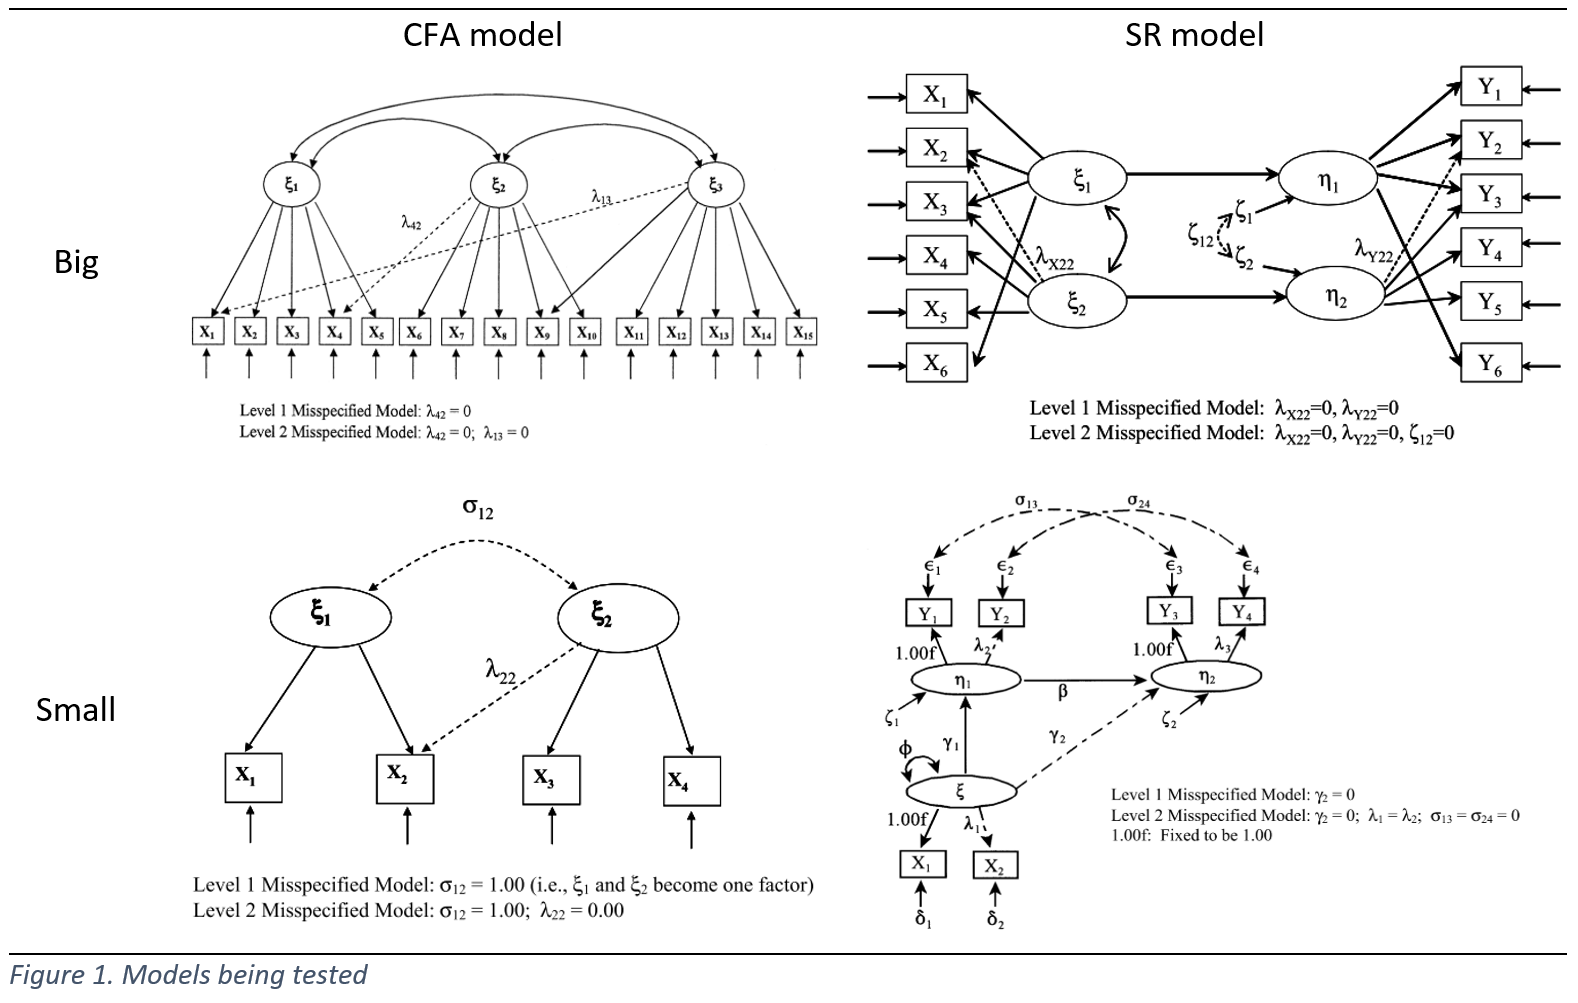 CFA model
SR model
Big
ξ1
ξ2
ξ3
λ13
λ42
X1 X2 X3 X4 X5 X6 X7 X8 X9 X10 X11 X12 X13 X14 X15
Level 1 Misspecified Model: λ42 = 0
Level 2 Misspecified Model: λ42 = 0; λ13 = 0
X1
X2
X3
X4
X5
X6
ξ1
ξ2
λX22
η1
η2
ζ1
ζ12
ζ2
λY22
Y1
Y2
Y3
Y4
Y5
Y6
Level 1 Misspecified Model: λX22=0, λY22=0
Level 2 Misspecified Model: λX22=0, λY22=0, ζ12=0
Small
σ12
ξ1
ξ2
λ22
X1 X2 X3 X4
Level 1 Misspecified Model: σ12 = 1.00 (i.e., ξ1 and ξ2 become one factor)
Level 2 Misspecified Model: σ12 = 1.00; λ22 = 0.00
σ13 σ24
ϵ1 ϵ2 ϵ3 ϵ4
Y1 Y2 Y3 Y4
1.00f λ2 1.00f λ3
η1 η2
β
ζ1 ζ2
γ1 γ2
ϕ
ξ
1.00f λ1
X1 X2
δ1 δ2
Level 1 Misspecified Model: γ2 = 0
Level 2 Misspecified Model: γ2 = 0; λ1 = λ2; σ13 = σ24 = 0
1.00f: Fixed to be 1.00
Figure 1. Models being tested